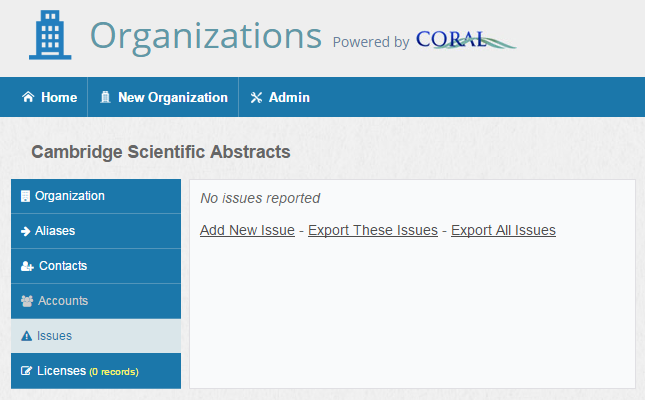 Organizations Powered by CORAL
Home New Organization Admin
Cambridge Scientific Abstracts
Organization
Aliases
Contacts
Accounts
Issues
Licenses (0 records)
No issues reported
Add New Issue - Export These Issues - Export All Issues